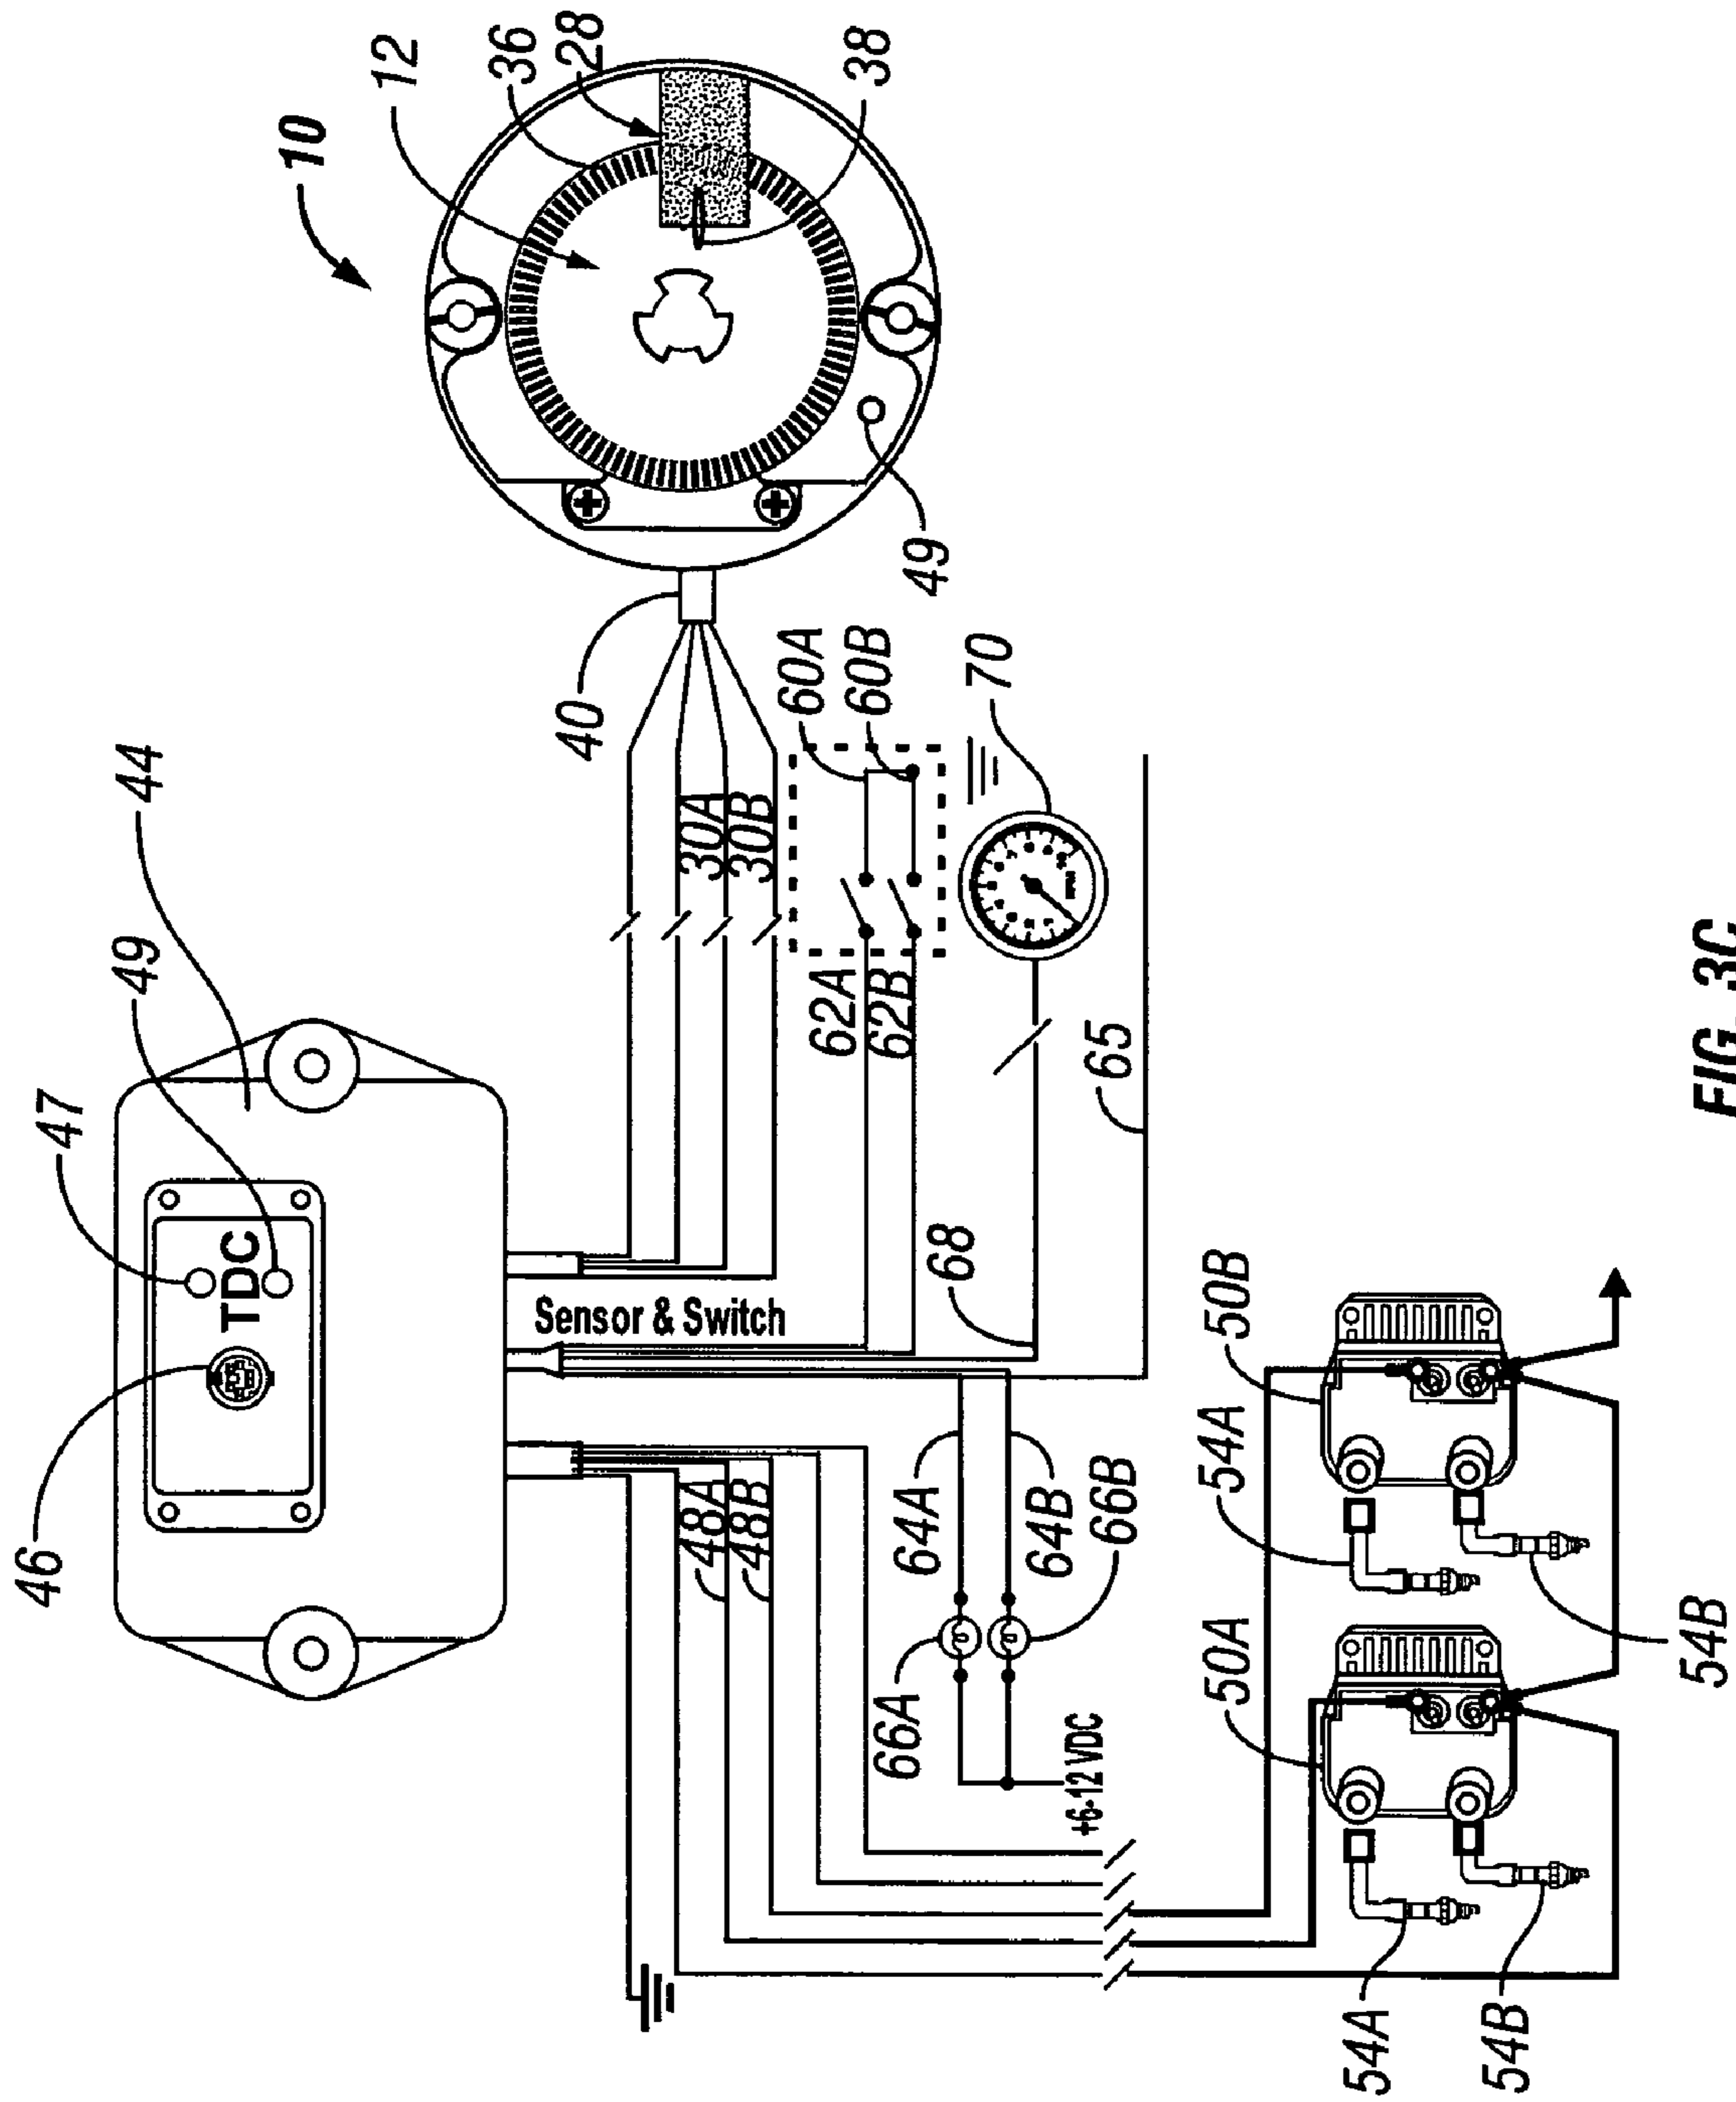 10
12
36
28
38
44
49
47
46
TDC
40
49
30A
30B
60A
60B
62A
62B
70
65
68
Sensor & Switch
48A
48B
64A
64B
66A
66B
+6-12 VDC
50A
50B
54A
54B
54A
54B
FIG. 3C